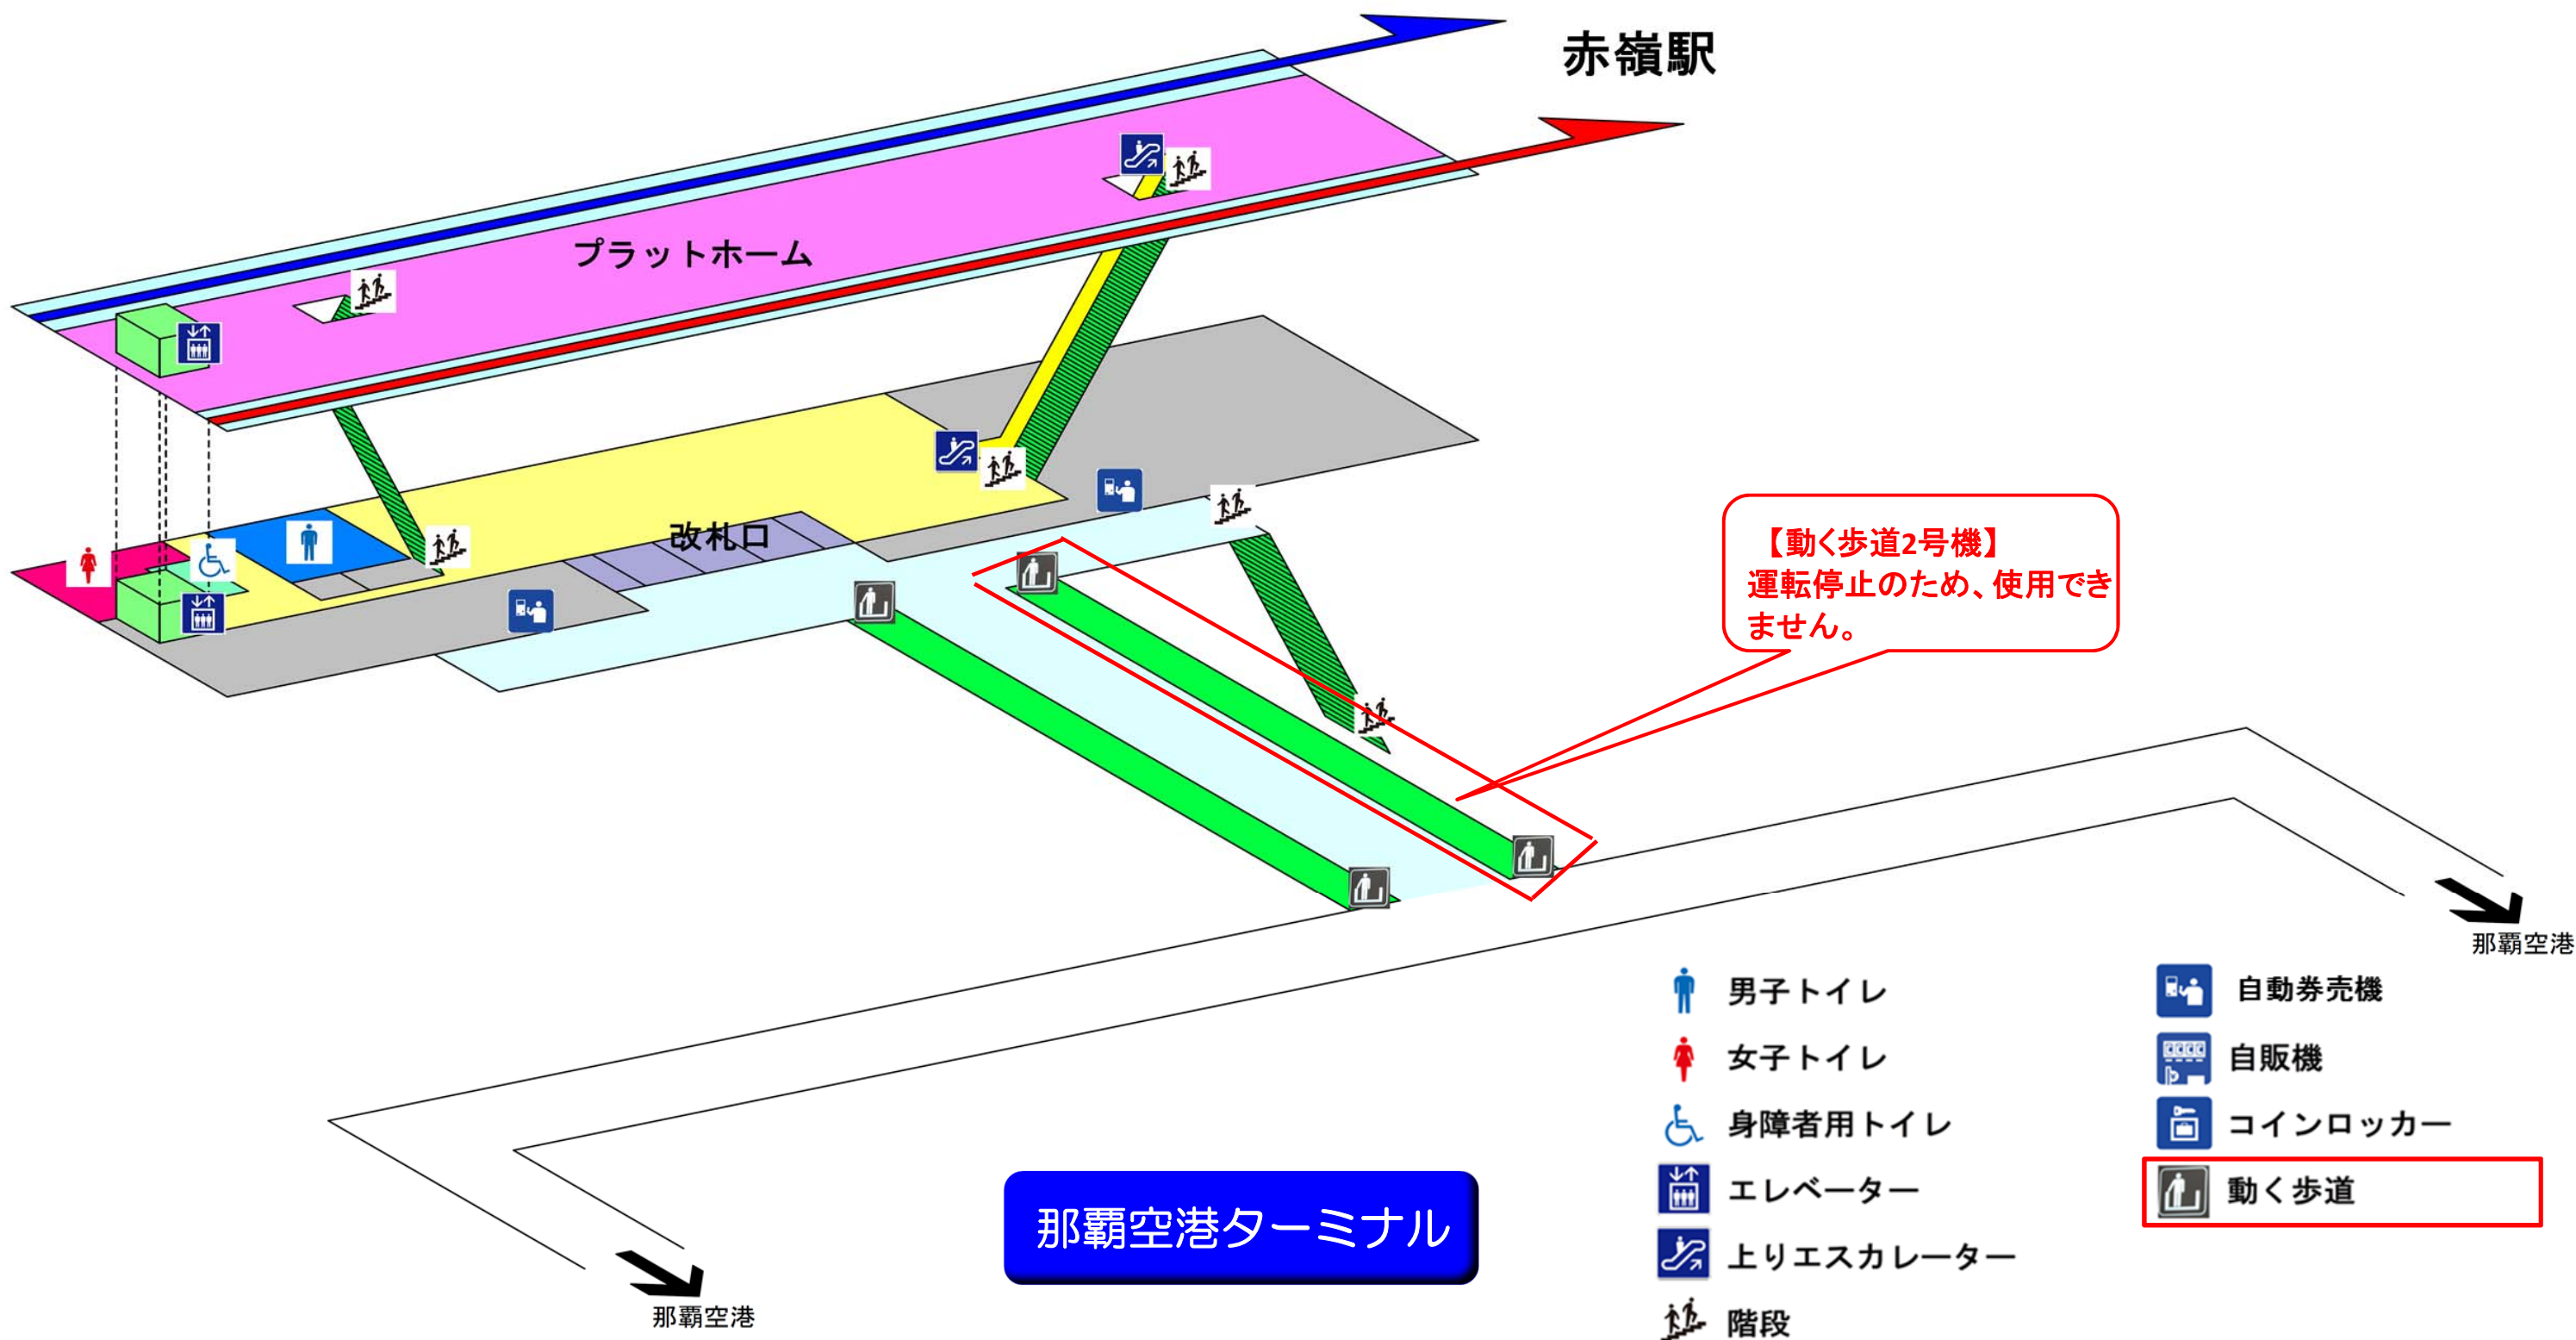 赤嶺駅
プラットホーム
改札口
【動く歩道2号機】
運転停止のため、使用でき
ません。
那覇空港
男子トイレ
女子トイレ
身障者用トイレ
エレベーター
上りエスカレーター
階段
自動券売機
自販機
コインロッカー
動く歩道
那覇空港ターミナル
那覇空港